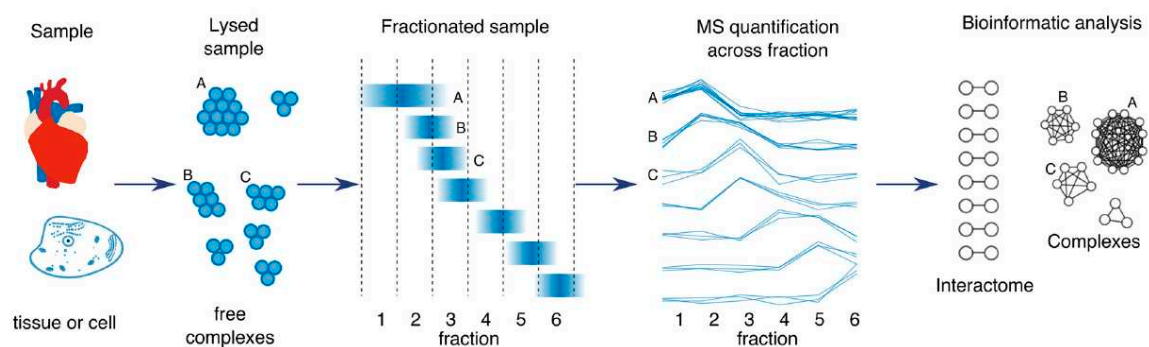 Sample
tissue or cell
Lysed
sample
A
B
C
free
complexes
Fractionated sample
A
B
C
1 2 3 4 5 6
fraction
MS quantification
across fraction
A
B
C
1 2 3 4 5 6
fraction
Bioinformatic analysis
Interactome
B
A
C
Complexes